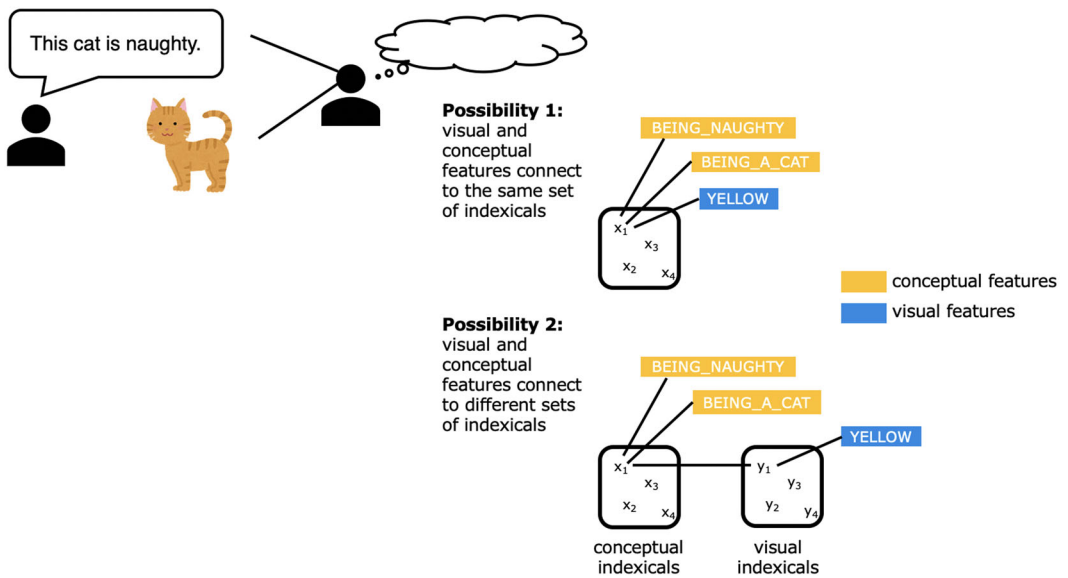 This cat is naughty.
Possibility 1:
visual and
conceptual
features connect
to the same set
of indexicals
BEING_NAUGHTY
BEING_A_CAT
YELLOW
x1
x3
x2
x4
conceptual features
visual features
Possibility 2:
visual and
conceptual
features connect
to different sets
of indexicals
BEING_NAUGHTY
BEING_A_CAT
YELLOW
x1
x3
x2
x4
y1
y3
y2
y4
conceptual
indexicals
visual
indexicals